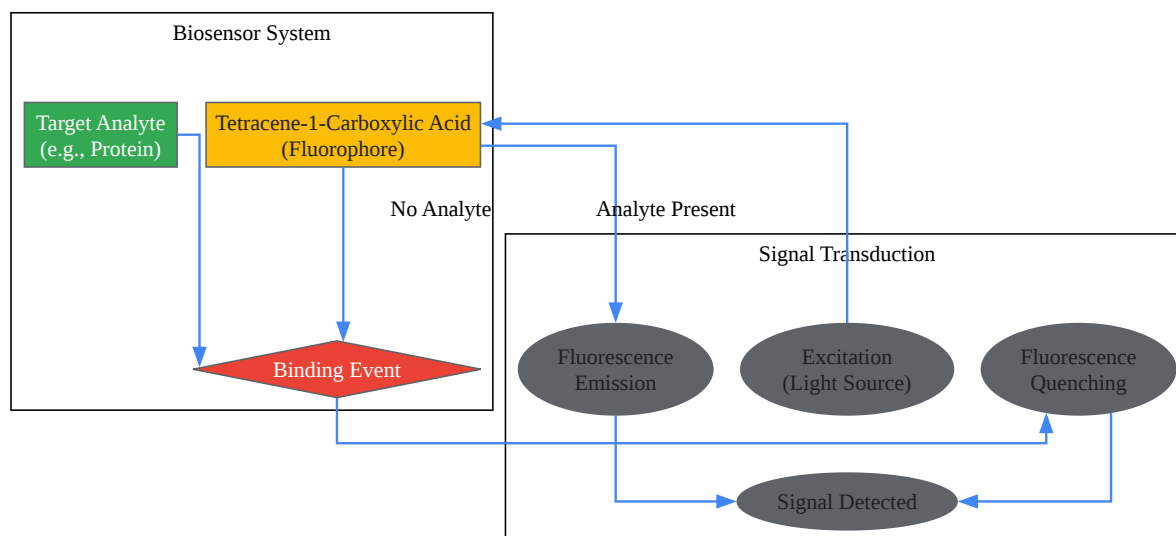 Biosensor System
Target Analyte
(e.g., Protein)
Tetracene-1-Carboxylic Acid
(Fluorophore)
No Analyte
Analyte Present
Signal Transduction
Binding Event
Fluorescence
Emission
Excitation
(Light Source)
Fluorescence
Quenching
Signal Detected